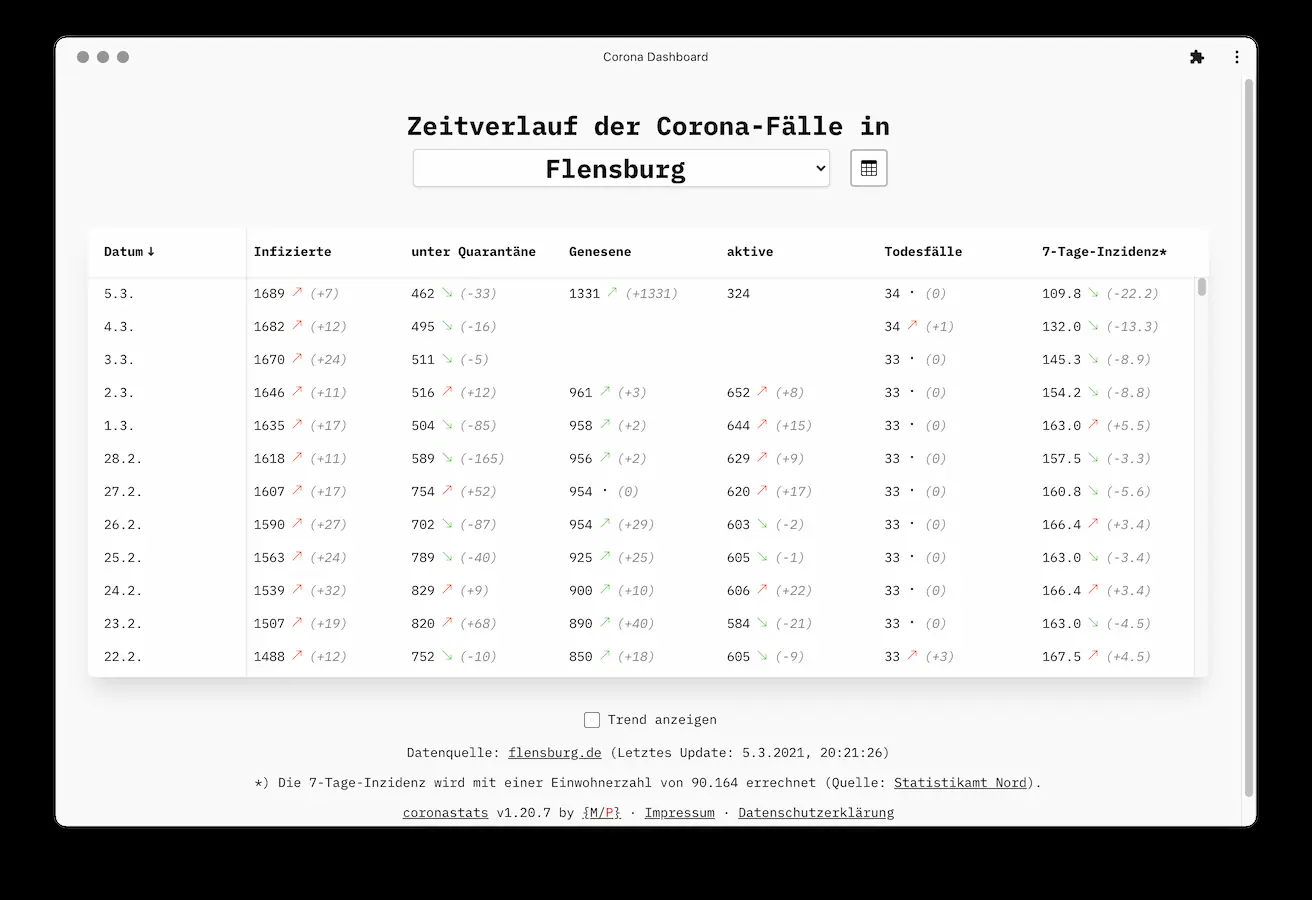 Corona Dashboard
Zeitverlauf der Corona-Fälle in
Flensburg
Datum ↓ Infizierte unter Quarantäne Genesene aktive Todesfälle 7-Tage-Inzidenz*
5.3. 1689 ↗ (+7) 462 ↘ (-33) 1331 ↗ (+1331) 324 34 · (0) 109.8 ↘ (-22.2)
4.3. 1682 ↗ (+12) 495 ↘ (-16) 34 ↗ (+1) 132.0 ↘ (-13.3)
3.3. 1670 ↗ (+24) 511 ↘ (-5) 33 · (0) 145.3 ↘ (-8.9)
2.3. 1646 ↗ (+11) 516 ↗ (+12) 961 ↗ (+3) 652 ↗ (+8) 33 · (0) 154.2 ↘ (-8.8)
1.3. 1635 ↗ (+17) 504 ↘ (-85) 958 ↗ (+2) 644 ↗ (+15) 33 · (0) 163.0 ↗ (+5.5)
28.2. 1618 ↗ (+11) 589 ↘ (-165) 956 ↗ (+2) 629 ↗ (+9) 33 · (0) 157.5 ↘ (-3.3)
27.2. 1607 ↗ (+17) 754 ↗ (+52) 954 · (0) 620 ↗ (+17) 33 · (0) 160.8 ↘ (-5.6)
26.2. 1590 ↗ (+27) 702 ↘ (-87) 954 ↗ (+29) 603 ↘ (-2) 33 · (0) 166.4 ↗ (+3.4)
25.2. 1563 ↗ (+24) 789 ↘ (-40) 925 ↗ (+25) 605 ↘ (-1) 33 · (0) 163.0 ↘ (-3.4)
24.2. 1539 ↗ (+32) 829 ↗ (+9) 900 ↗ (+10) 606 ↗ (+22) 33 · (0) 166.4 ↗ (+3.4)
23.2. 1507 ↗ (+19) 820 ↗ (+68) 890 ↗ (+40) 584 ↘ (-21) 33 · (0) 163.0 ↘ (-4.5)
22.2. 1488 ↗ (+12) 752 ↘ (-10) 850 ↗ (+18) 605 ↘ (-9) 33 ↗ (+3) 167.5 ↗ (+4.5)
Trend anzeigen
Datenquelle: flensburg.de (Letztes Update: 5.3.2021, 20:21:26)
*) Die 7-Tage-Inzidenz wird mit einer Einwohnerzahl von 90.164 errechnet (Quelle: Statistikamt Nord).
coronastats v1.20.7 by {M/P} · Impressum · Datenschutzerklärung